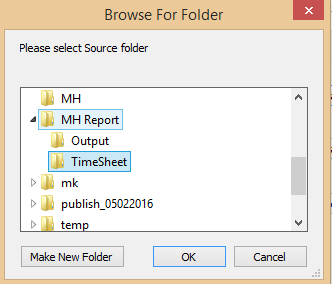 Browse For Folder
Please select Source folder
MH
MH Report
Output
TimeSheet
mk
publish_05022016
temp
Make New Folder
OK
Cancel